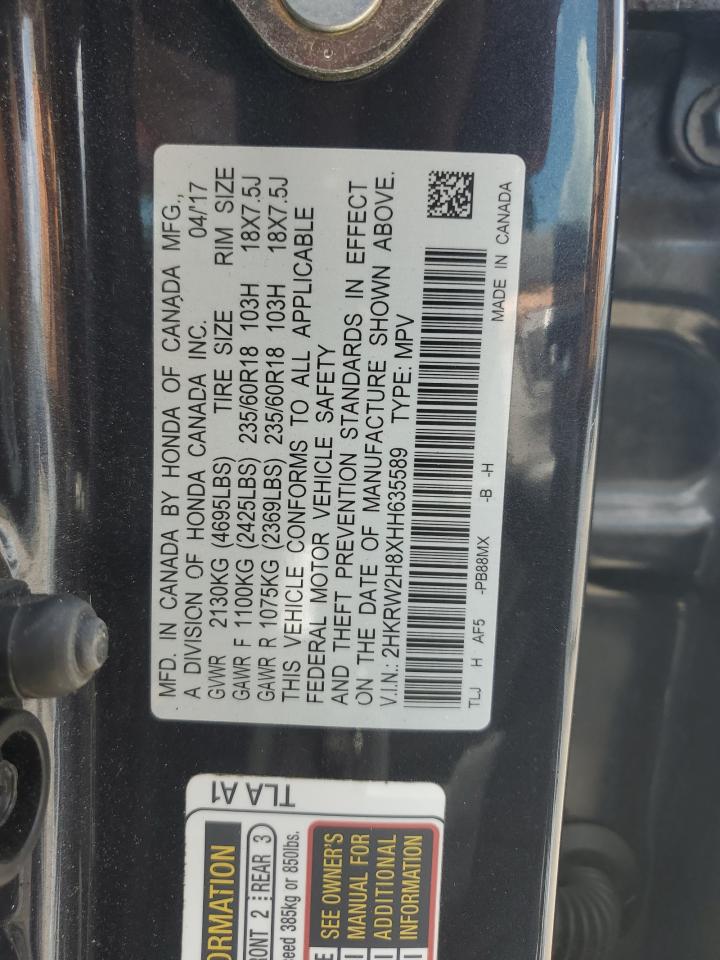 MFD. IN CANADA BY HONDA OF CANADA MFG.,
A DIVISION OF HONDA CANADA INC. 04/'17
GVWR 2130KG (4695LBS) TIRE SIZE RIM SIZE
GAWR F 1100KG (2425LBS) 235/60R18 103H 18X7.5J
GAWR R 1075KG (2369LBS) 235/60R18 103H 18X7.5J
THIS VEHICLE CONFORMS TO ALL APPLICABLE
FEDERAL MOTOR VEHICLE SAFETY
AND THEFT PREVENTION STANDARDS IN EFFECT
ON THE DATE OF MANUFACTURE SHOWN ABOVE.
V.I.N.: 2HKRW2H8XHH635589 TYPE: MPV
TLJ H AF5 -PB88MX -B -H MADE IN CANADA
TLA A1
ORMATION
RONT 2 REAR 3
ceed 385kg or 850lbs.
SEE OWNER'S
MANUAL FOR
ADDITIONAL
INFORMATION